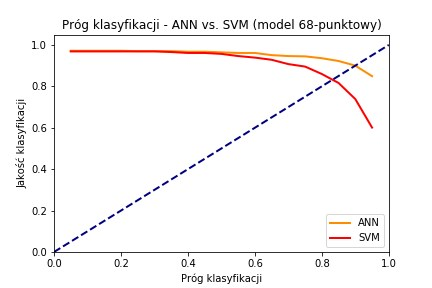 Próg klasyfikacji - ANN vs. SVM (model 68-punktowy)
1.0
0.8
0.6
0.4
0.2
0.0
Jakość klasyfikacji
0.0 0.2 0.4 0.6 0.8 1.0
Próg klasyfikacji
ANN
SVM